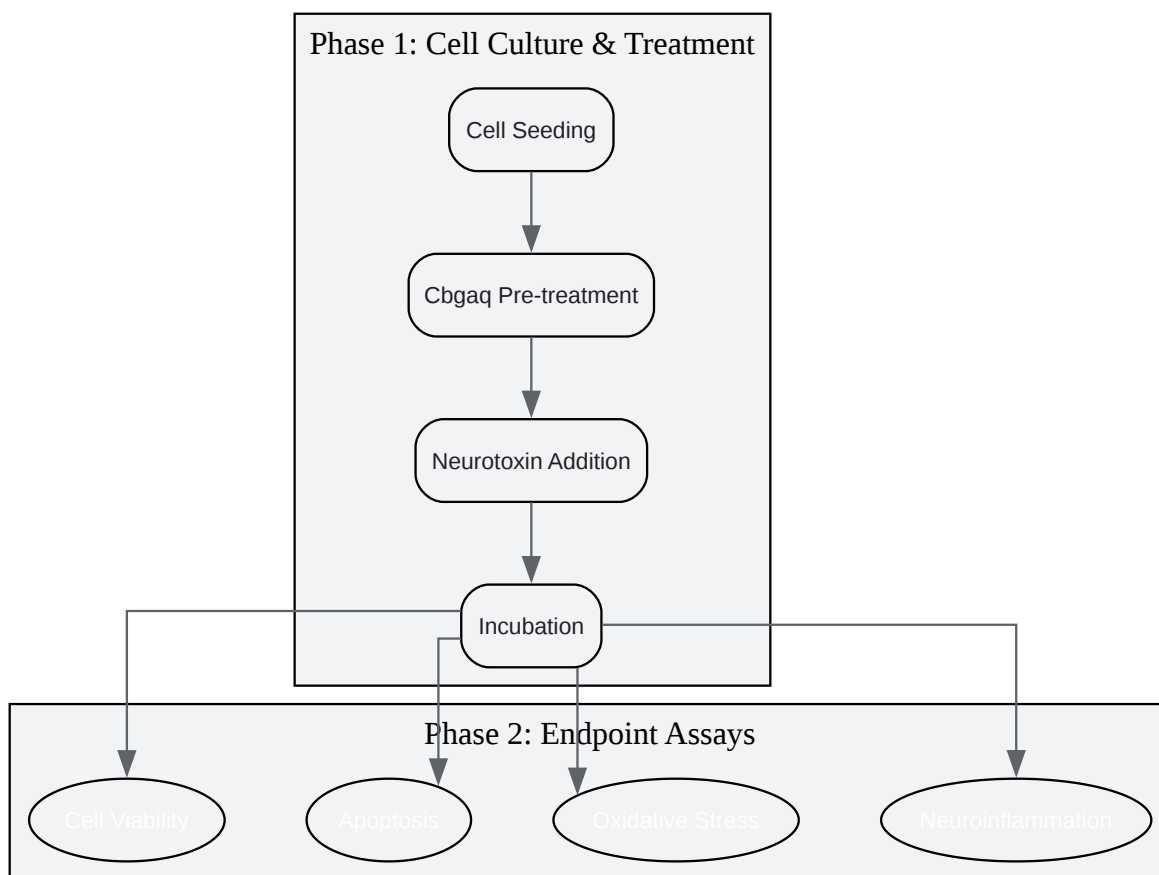 Phase 1: Cell Culture & Treatment
Cell Seeding
Cbgaq Pre-treatment
Neurotoxin Addition
Incubation
Phase 2: Endpoint Assays
Cell Viability
Apoptosis
Oxidative Stress
Neuroinflammation